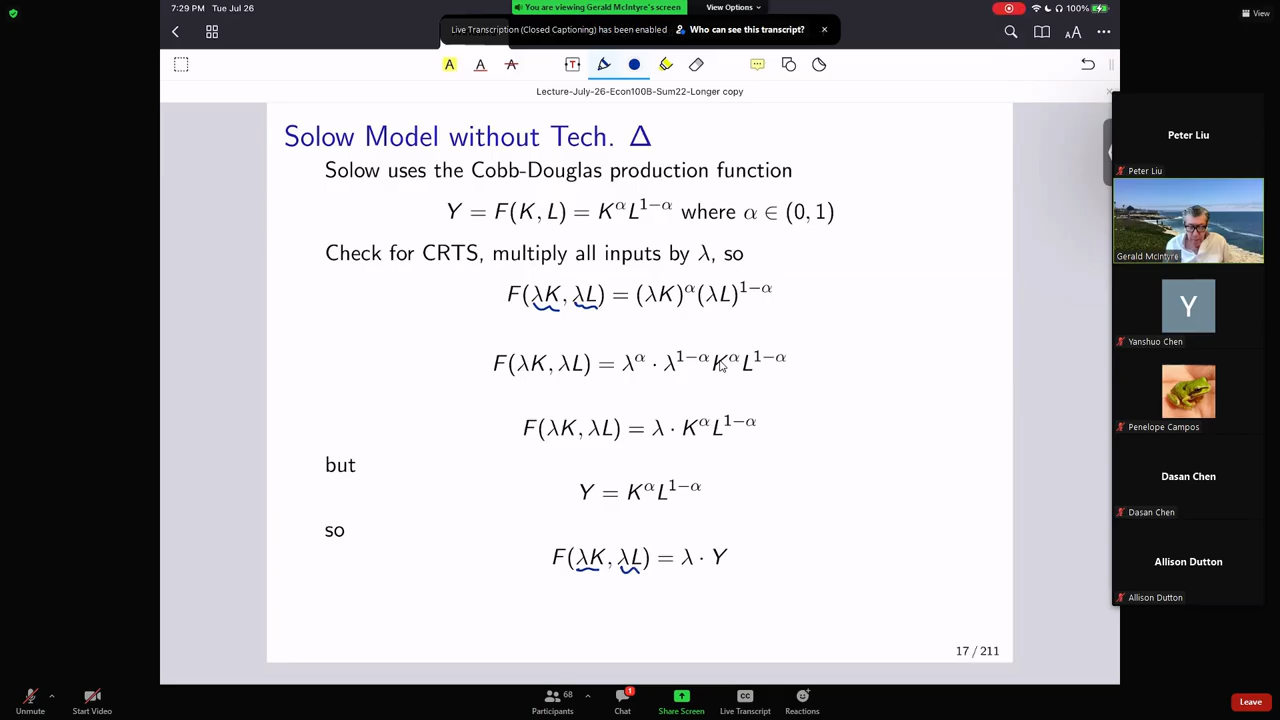 7:29 PM Tue Jul 26
You are viewing Gerald McIntyre's screen
View Options
100%
View
Live Transcription (Closed Captioning) has been enabled
Who can see this transcript?
Lecture-July-26-Econ100B-Sum22-Longer copy
Solow Model without Tech. Δ
Solow uses the Cobb-Douglas production function
Y = F(K, L) = K^α L^{1−α} where α ∈ (0, 1)
Check for CRTS, multiply all inputs by λ, so
F(λK, λL) = (λK)^α (λL)^{1−α}
F(λK, λL) = λ^α · λ^{1−α} K^α L^{1−α}
F(λK, λL) = λ · K^α L^{1−α}
but
Y = K^α L^{1−α}
so
F(λK, λL) = λ · Y
17 / 211
Peter Liu
Peter Liu
Gerald McIntyre
Y
Yanshuo Chen
Penelope Campos
Dasan Chen
Dasan Chen
Allison Dutton
Allison Dutton
Unmute
Start Video
68
Participants
1
Chat
Share Screen
CC
Live Transcript
Reactions
Leave